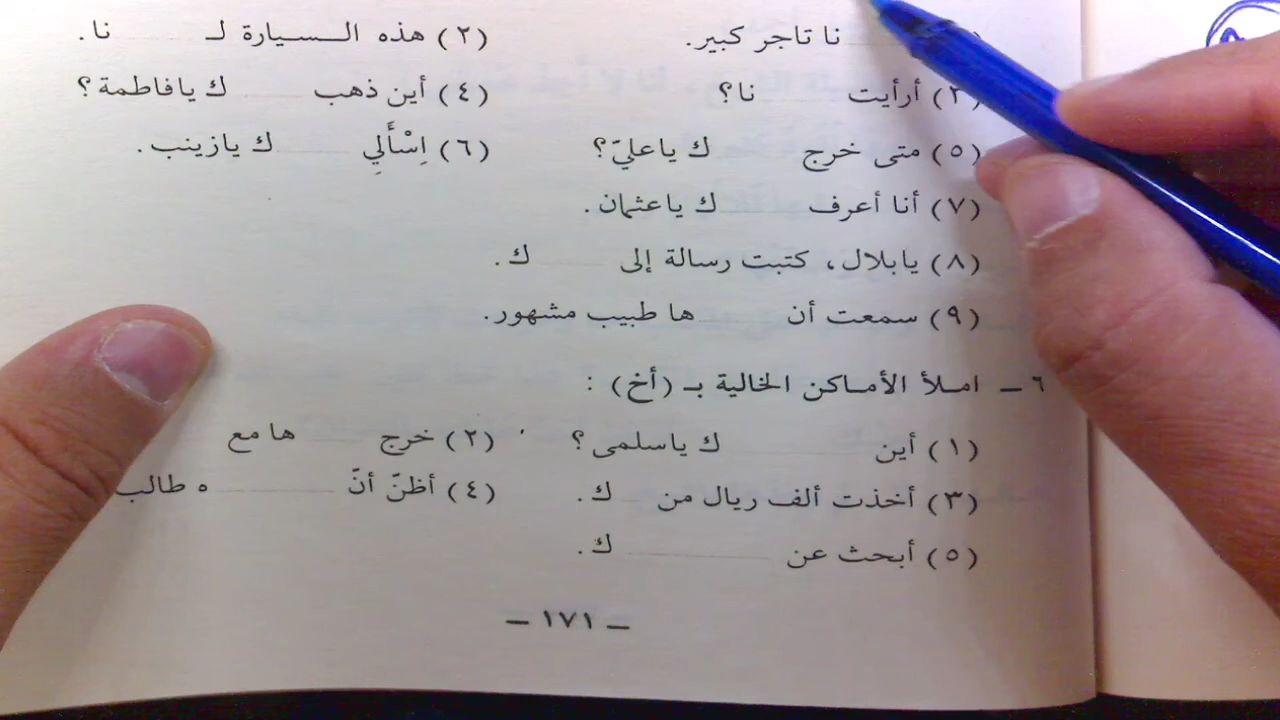 نا تاجر كبير. (٢) هذه الـسـيـارة لـ ـ نا.
(٣) أرأيت نا؟ (٤) أين ذهب ك يافاطمة؟
(٥) متى خرج ك ياعليّ؟ (٦) اِسْأَلِي ك يازينب.
(٧) أنا أعرف ك ياعثمان.
(٨) يابلال، كتبت رسالة إلى ك.
(٩) سمعت أن ها طبيب مشهور.
٦ ـ امـلأ الأمـاكـن الخالية بـ (أخ) :
(١) أين ك ياسلمى؟ (٢) خرج ها مع
(٣) أخذت ألف ريال من ك. (٤) أظنّ أنّ ه طالب
(٥) أبحث عن ك.
ـ ١٧١ ـ